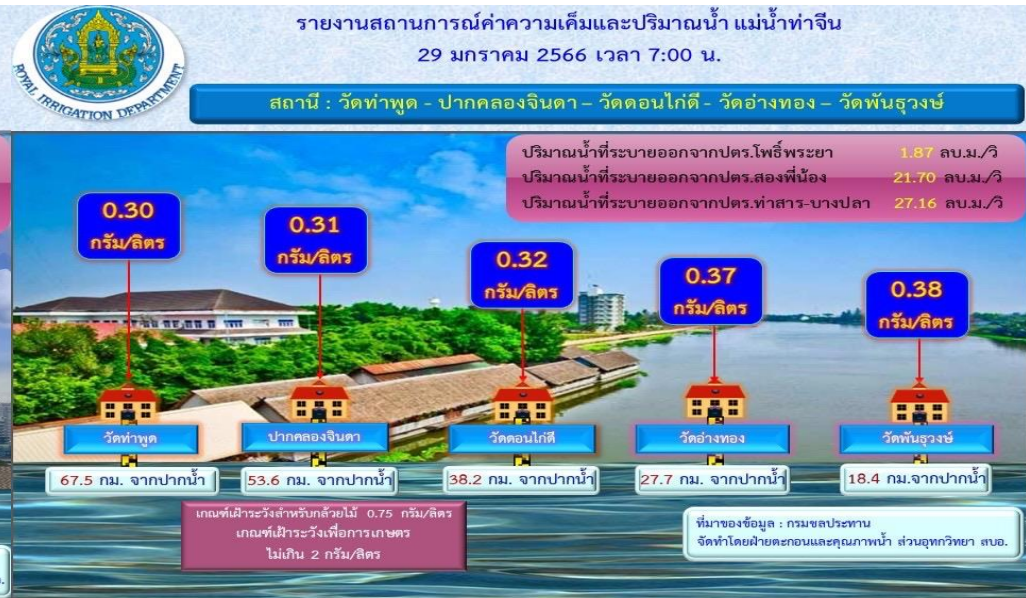 รายงานสถานการณ์ค่าความเค็มและปริมาณน้ำ แม่น้ำท่าจีน
29 มกราคม 2566 เวลา 7:00 น.
ROYAL IRRIGATION DEPARTMENT
สถานี : วัดท่าพูด - ปากคลองจินดา – วัดดอนไก่ดี - วัดอ่างทอง – วัดพันธุวงษ์
ปริมาณน้ำที่ระบายออกจากปตร.โพธิ์พระยา 1.87 ลบ.ม./วิ
ปริมาณน้ำที่ระบายออกจากปตร.สองพี่น้อง 21.70 ลบ.ม./วิ
ปริมาณน้ำที่ระบายออกจากปตร.ท่าสาร-บางปลา 27.16 ลบ.ม./วิ
0.30
กรัม/ลิตร
0.31
กรัม/ลิตร
0.32
กรัม/ลิตร
0.37
กรัม/ลิตร
0.38
กรัม/ลิตร
วัดท่าพูด
ปากคลองจินดา
วัดดอนไก่ดี
วัดอ่างทอง
วัดพันธุวงษ์
67.5 กม. จากปากน้ำ
53.6 กม. จากปากน้ำ
38.2 กม. จากปากน้ำ
27.7 กม. จากปากน้ำ
18.4 กม.จากปากน้ำ
เกณฑ์เฝ้าระวังสำหรับกล้วยไม้ 0.75 กรัม/ลิตร
เกณฑ์เฝ้าระวังเพื่อการเกษตร
ไม่เกิน 2 กรัม/ลิตร
ที่มาของข้อมูล : กรมชลประทาน
จัดทำโดยฝ่ายตะกอนและคุณภาพน้ำ ส่วนอุทกวิทยา สบอ.